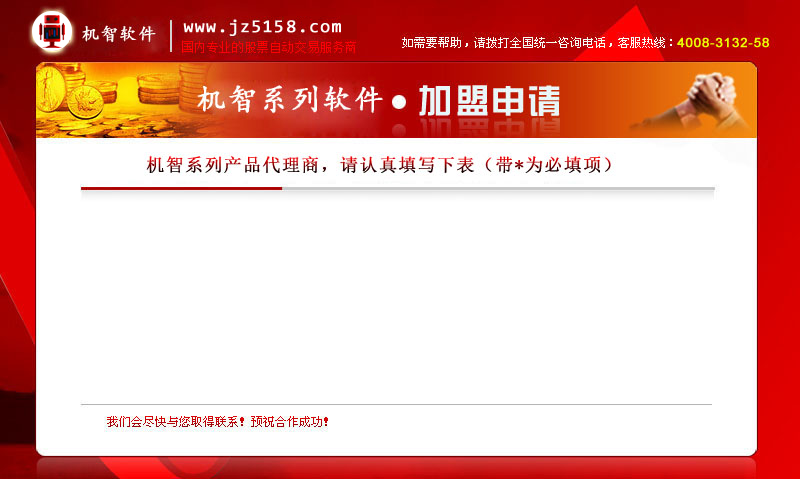 机智软件
www.jz5158.com
国内专业的股票自动交易服务商
如需要帮助，请拨打全国统一咨询电话，客服热线：4008-3132-58
机智系列软件●加盟申请
机智系列产品代理商，请认真填写下表（带*为必填项）
我们会尽快与您取得联系！预祝合作成功！